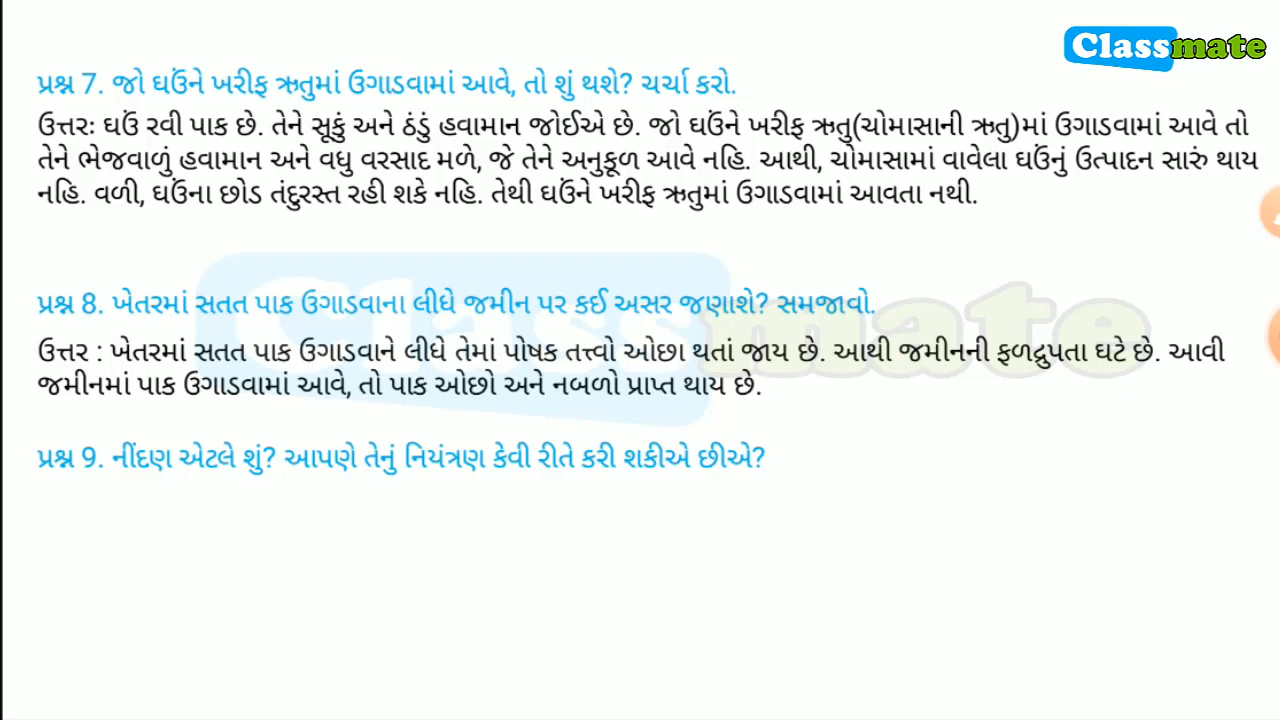 Classmate
પ્રશ્ન 7. જો ઘઉંને ખરીફ ઋતુમાં ઉગાડવામાં આવે, તો શું થશે? ચર્ચા કરો.
ઉત્તરઃ ઘઉં રવી પાક છે. તેને સૂકું અને ઠંડું હવામાન જોઈએ છે. જો ઘઉંને ખરીફ ઋતુ(ચોમાસાની ઋતુ)માં ઉગાડવામાં આવે તો
તેને ભેજવાળું હવામાન અને વધુ વરસાદ મળે, જે તેને અનુકૂળ આવે નહિ. આથી, ચોમાસામાં વાવેલા ઘઉંનું ઉત્પાદન સારું થાય
નહિ. વળી, ઘઉંના છોડ તંદુરસ્ત રહી શકે નહિ. તેથી ઘઉંને ખરીફ ઋતુમાં ઉગાડવામાં આવતા નથી.
પ્રશ્ન 8. ખેતરમાં સતત પાક ઉગાડવાના લીધે જમીન પર કઈ અસર જણાશે? સમજાવો.
ઉત્તર : ખેતરમાં સતત પાક ઉગાડવાને લીધે તેમાં પોષક તત્ત્વો ઓછા થતાં જાય છે. આથી જમીનની ફળદ્રુપતા ઘટે છે. આવી
જમીનમાં પાક ઉગાડવામાં આવે, તો પાક ઓછો અને નબળો પ્રાપ્ત થાય છે.
Classmate
પ્રશ્ન 9. નીંદણ એટલે શું? આપણે તેનું નિયંત્રણ કેવી રીતે કરી શકીએ છીએ?